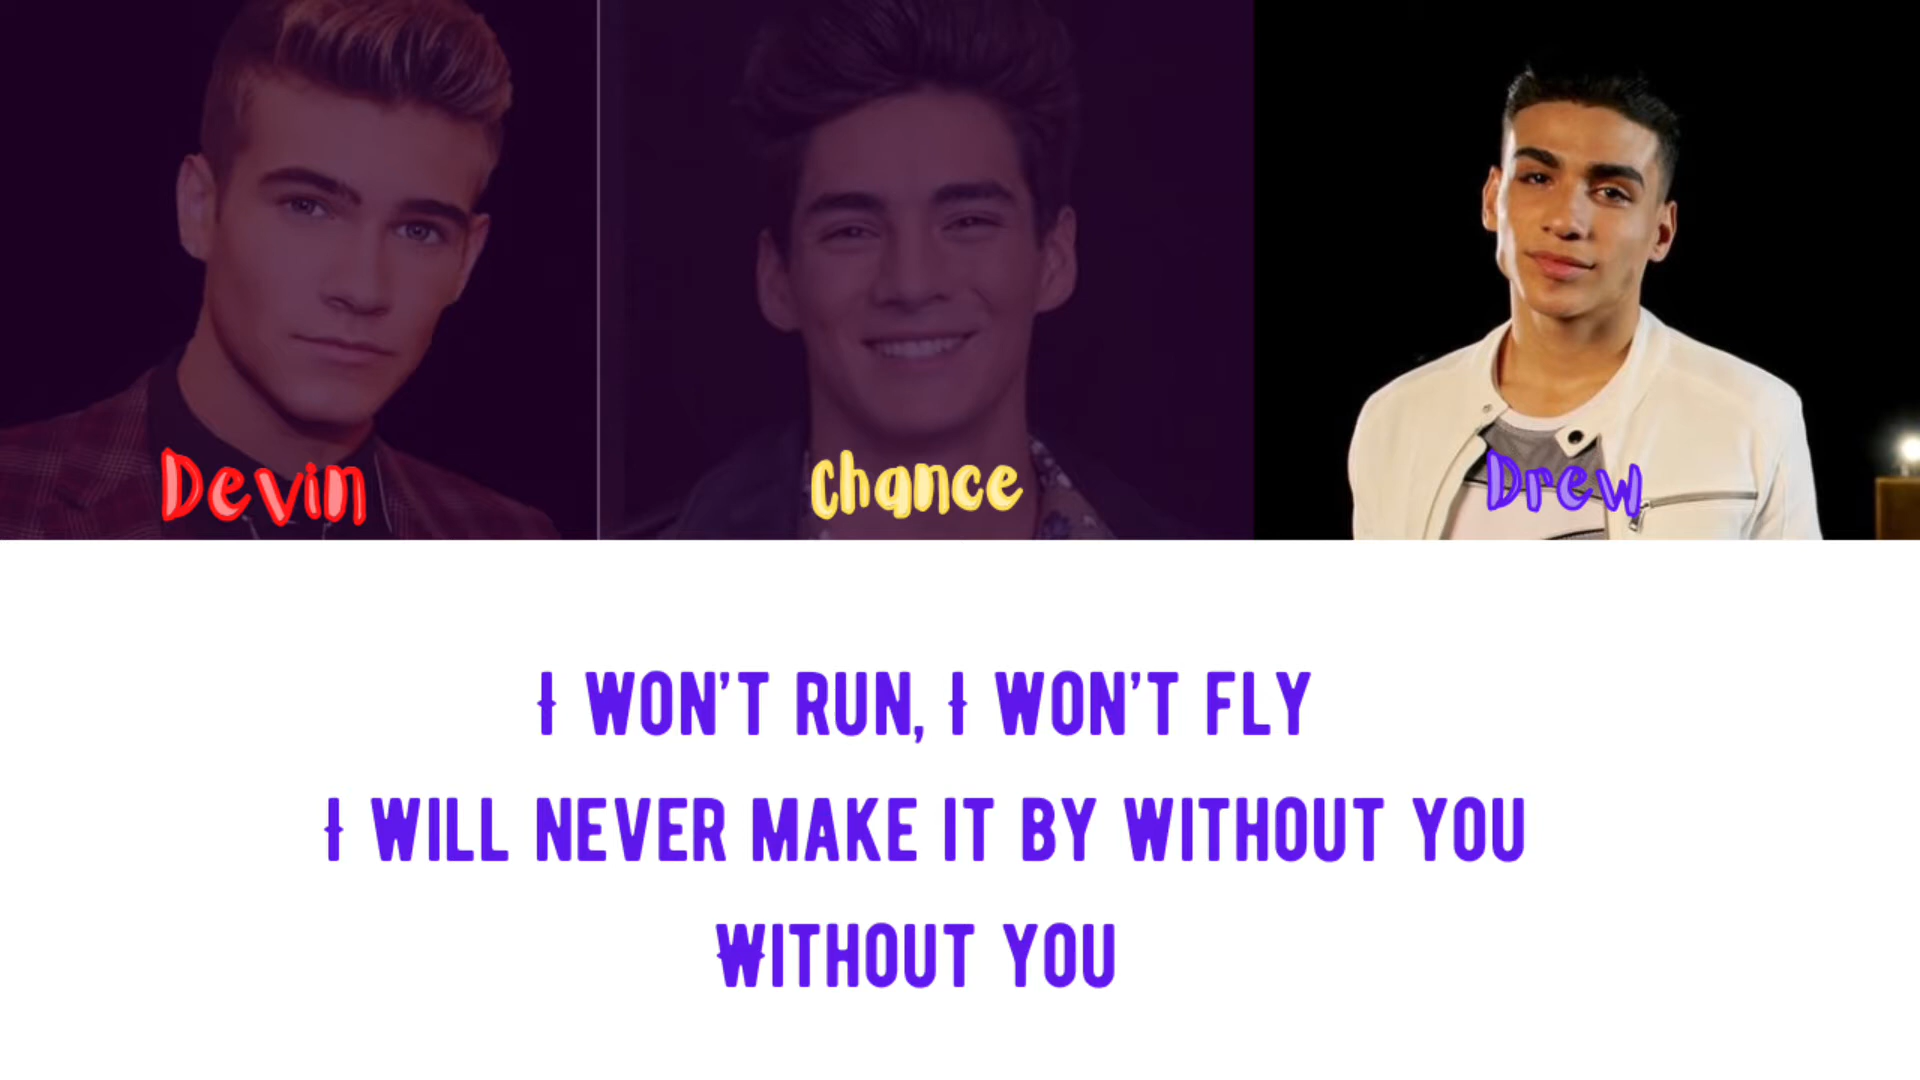 Devin
Chance
Drew
I WON'T RUN, I WON'T FLY
I WILL NEVER MAKE IT BY WITHOUT YOU
WITHOUT YOU